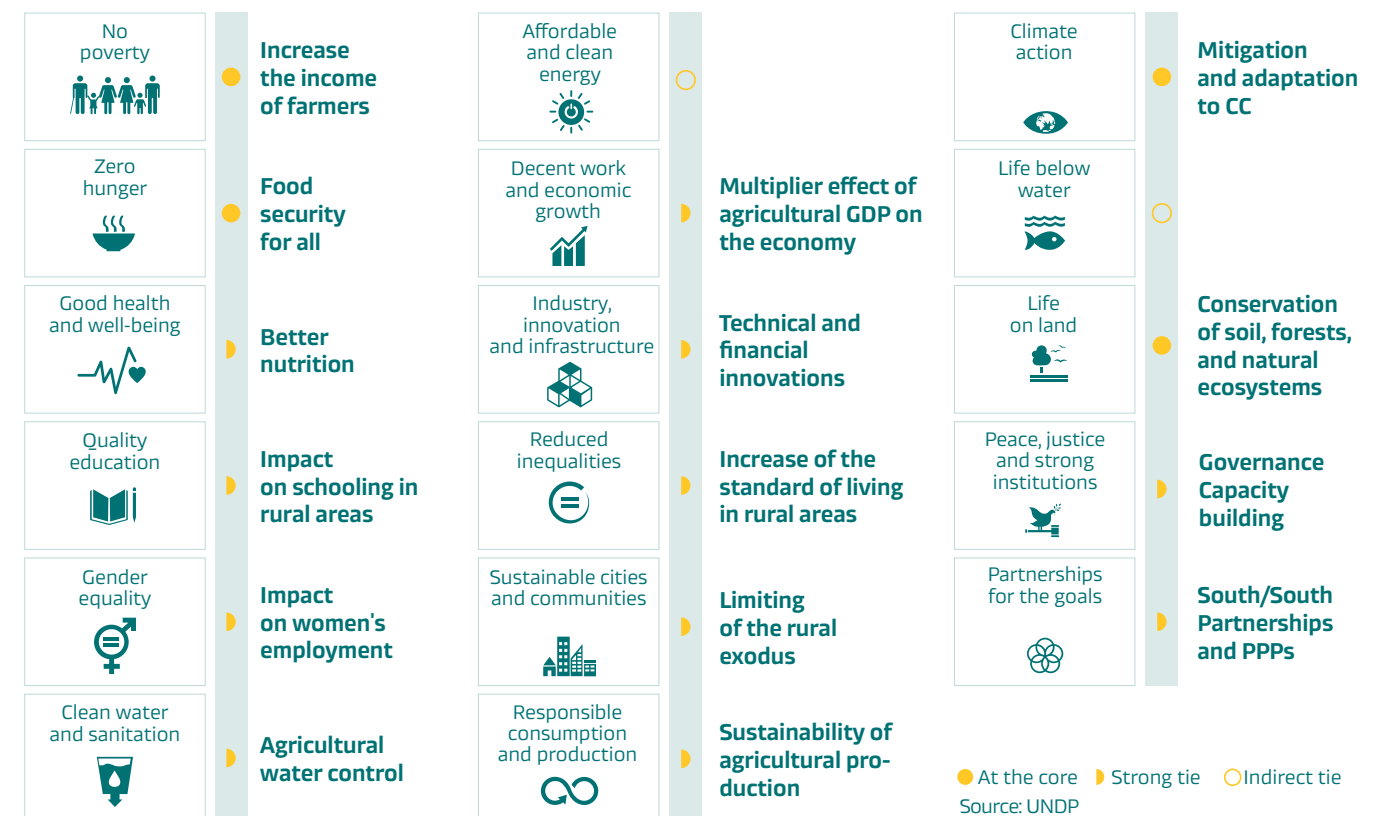 No
poverty
Increase
the income
of farmers
Zero
hunger
Food
security
for all
Good health
and well-being
Better
nutrition
Quality
education
Impact
on schooling in
rural areas
Gender
equality
Impact
on women's
employment
Clean water
and sanitation
Agricultural
water control
Affordable
and clean
energy
Decent work
and economic
growth
Multiplier effect of
agricultural GDP on
the economy
Industry,
innovation
and infrastructure
Technical and
financial
innovations
Reduced
inequalities
Increase of the
standard of living
in rural areas
Sustainable cities
and communities
Limiting
of the rural
exodus
Responsible
consumption
and production
Sustainability of
agricultural pro-
duction
Climate
action
Mitigation
and adaptation
to CC
Life below
water
Life
on land
Conservation
of soil, forests,
and natural
ecosystems
Peace, justice
and strong
institutions
Governance
Capacity
building
Partnerships
for the goals
South/South
Partnerships
and PPPs
At the core Strong tie Indirect tie
Source: UNDP